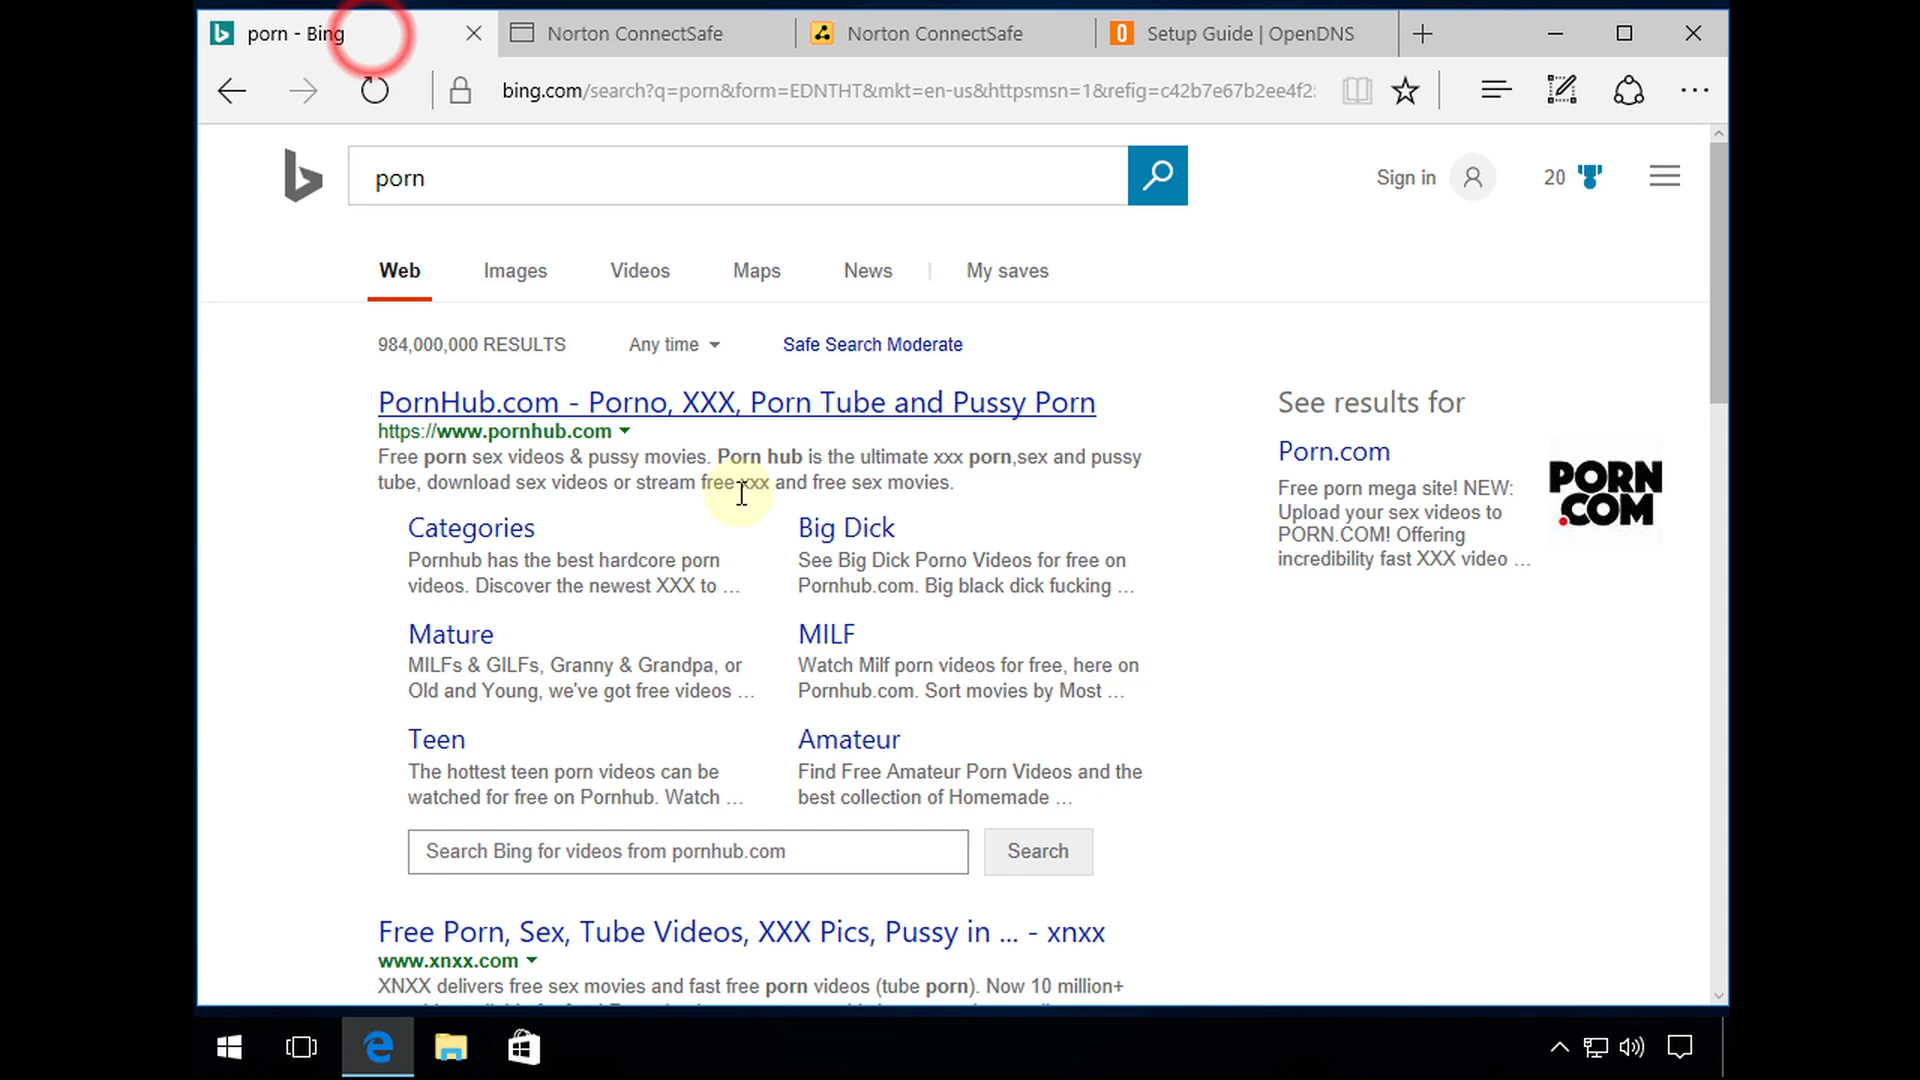 porn - Bing
Norton ConnectSafe
Norton ConnectSafe
Setup Guide | OpenDNS
bing.com/search?q=porn&form=EDNTHT&mkt=en-us&httpsmsn=1&refig=c42b7e67b2ee4f2
porn
Sign in
20
Web
Images
Videos
Maps
News
My saves
984,000,000 RESULTS
Any time
Safe Search Moderate
PornHub.com - Porno, XXX, Porn Tube and Pussy Porn
https://www.pornhub.com
Free porn sex videos & pussy movies. Porn hub is the ultimate xxx porn,sex and pussy
tube, download sex videos or stream free xxx and free sex movies.
Categories
Pornhub has the best hardcore porn
videos. Discover the newest XXX to ...
Big Dick
See Big Dick Porno Videos for free on
Pornhub.com. Big black dick fucking ...
Mature
MILFs & GILFs, Granny & Grandpa, or
Old and Young, we've got free videos ...
MILF
Watch Milf porn videos for free, here on
Pornhub.com. Sort movies by Most ...
Teen
The hottest teen porn videos can be
watched for free on Pornhub. Watch ...
Amateur
Find Free Amateur Porn Videos and the
best collection of Homemade ...
Search Bing for videos from pornhub.com
Search
Free Porn, Sex, Tube Videos, XXX Pics, Pussy in ... - xnxx
www.xnxx.com
XNXX delivers free sex movies and fast free porn videos (tube porn). Now 10 million+
See results for
Porn.com
Free porn mega site! NEW:
Upload your sex videos to
PORN.COM! Offering
incredibility fast XXX video ...
PORN
.COM